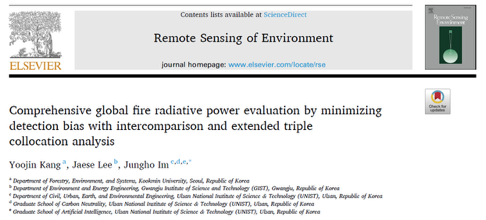 Contents lists available at ScienceDirect
Remote Sensing of Environment
journal homepage: www.elsevier.com/locate/rse
ELSEVIER
Remote Sensing
Environment
Check for
updates
Comprehensive global fire radiative power evaluation by minimizing
detection bias with intercomparison and extended triple
collocation analysis
Yoojin Kang a, Jaese Lee b, Jungho Im c,d,e,*
a Department of Forestry, Environment, and Systems, Kookmin University, Seoul, Republic of Korea
b Department of Environment and Energy Engineering, Gwangju Institute of Science and Technology (GIST), Gwangju, Republic of Korea
c Department of Civil, Urban, Earth, and Environmental Engineering, Ulsan National Institute of Science & Technology (UNIST), Ulsan, Republic of Korea
d Graduate School of Carbon Neutrality, Ulsan National Institute of Science & Technology (UNIST), Ulsan, Republic of Korea
e Graduate School of Artificial Intelligence, Ulsan National Institute of Science & Technology (UNIST), Ulsan, Republic of Korea